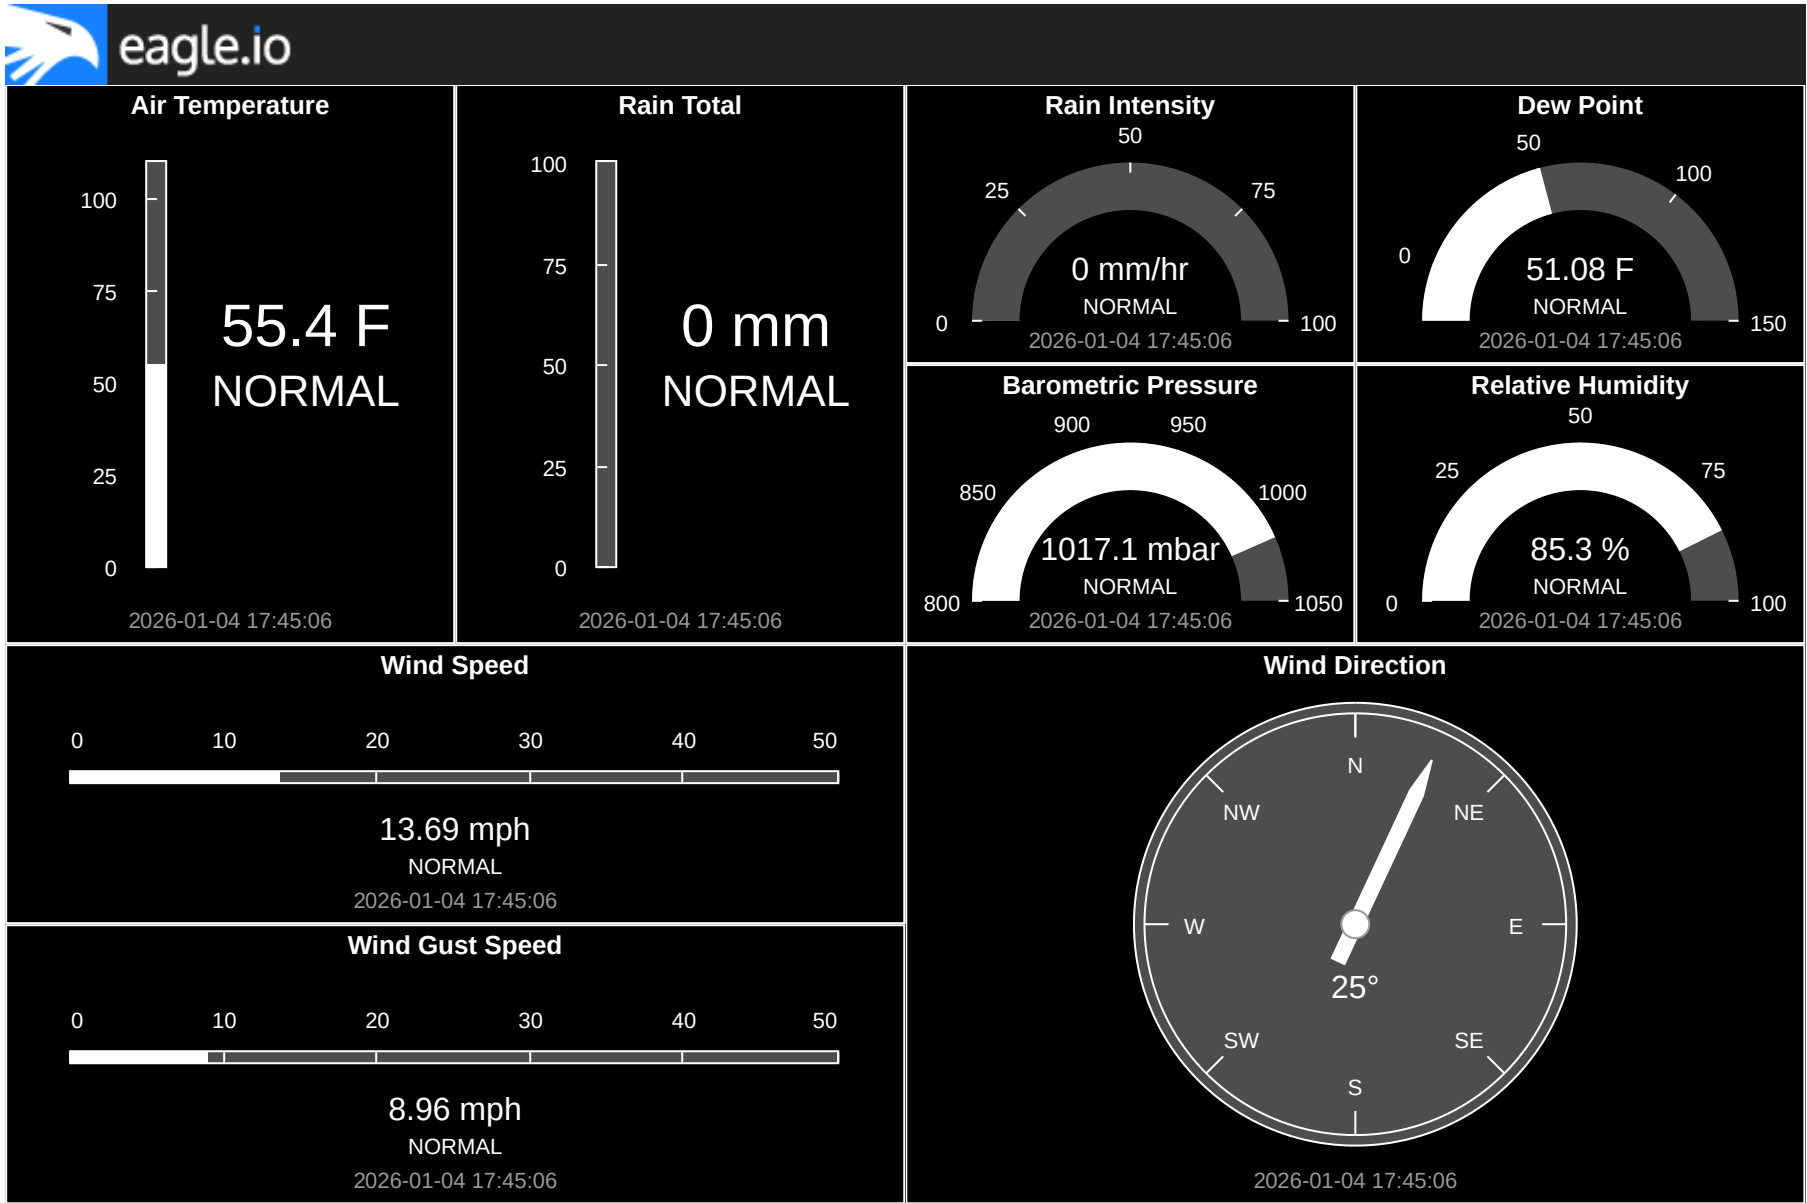 eagle.io
Air Temperature
100
75
50
25
0
55.4 F
NORMAL
2026-01-04 17:45:06
Rain Total
100
75
50
25
0
0 mm
NORMAL
2026-01-04 17:45:06
Rain Intensity
50
25
75
0
100
0 mm/hr
NORMAL
2026-01-04 17:45:06
Dew Point
50
100
0
150
51.08 F
NORMAL
2026-01-04 17:45:06
Barometric Pressure
900
950
850
1000
800
1050
1017.1 mbar
NORMAL
2026-01-04 17:45:06
Relative Humidity
50
25
75
0
100
85.3 %
NORMAL
2026-01-04 17:45:06
Wind Speed
0 10 20 30 40 50
13.69 mph
NORMAL
2026-01-04 17:45:06
Wind Gust Speed
0 10 20 30 40 50
8.96 mph
NORMAL
2026-01-04 17:45:06
Wind Direction
N
NW
NE
W
E
25°
SW
SE
S
2026-01-04 17:45:06